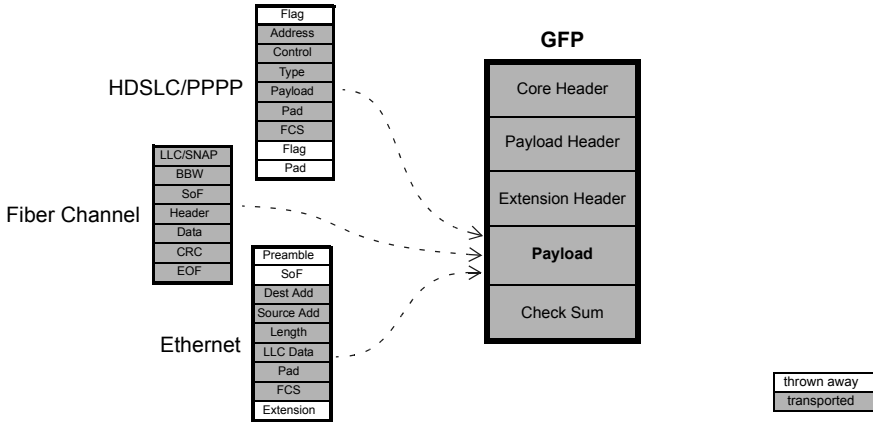 Flag
Address
Control
Type
Payload
Pad
FCS
Flag
Pad
HDSLC/PPPP
LLC/SNAP
BBW
SoF
Header
Data
CRC
EOF
Fiber Channel
Preamble
SoF
Dest Add
Source Add
Length
LLC Data
Pad
FCS
Extension
Ethernet
GFP
Core Header
Payload Header
Extension Header
Payload
Check Sum
thrown away
transported